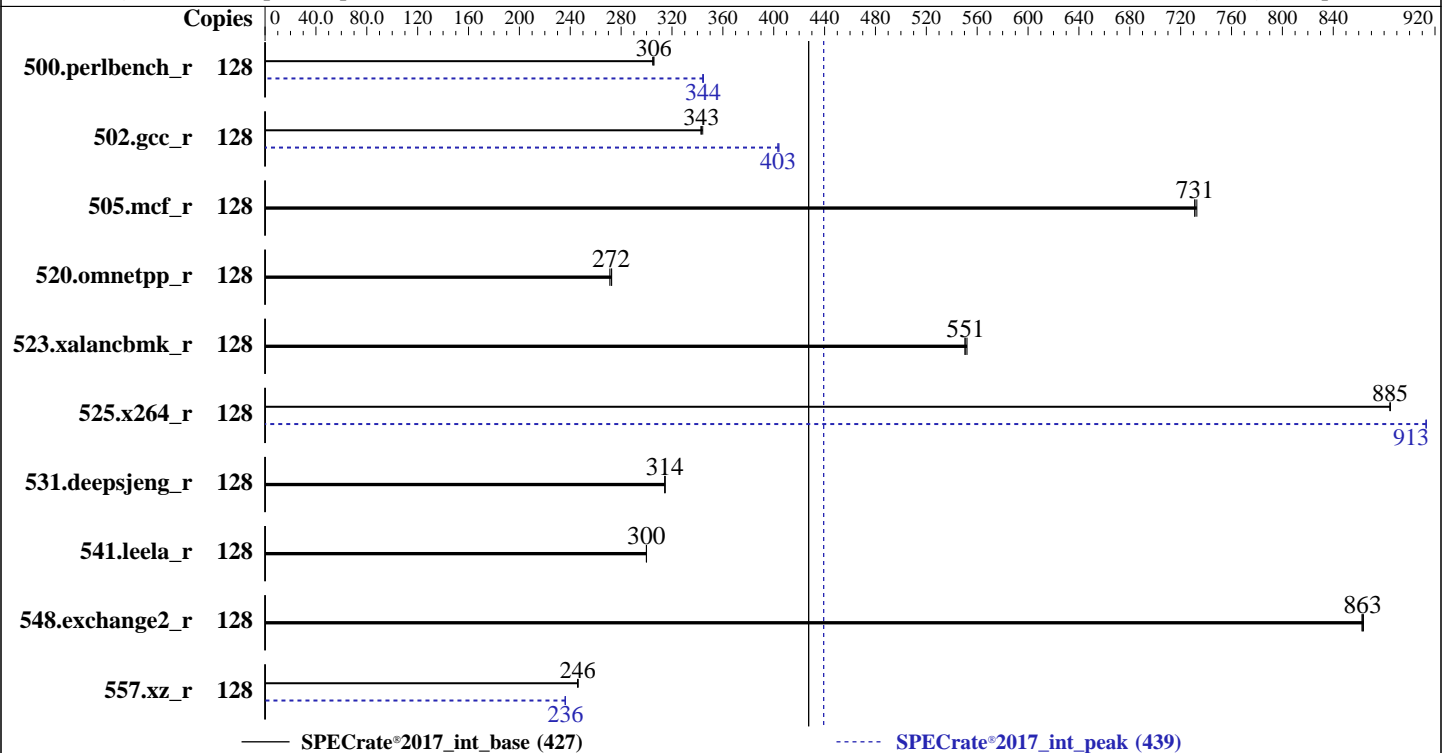 Copies 0 40.0 80.0 120 160 200 240 280 320 360 400 440 480 520 560 600 640 680 720 760 800 840 920
306
500.perlbench_r 128
344
343
502.gcc_r 128
403
731
505.mcf_r 128
272
520.omnetpp_r 128
551
523.xalancbmk_r 128
885
525.x264_r 128
913
314
531.deepsjeng_r 128
300
541.leela_r 128
863
548.exchange2_r 128
246
557.xz_r 128
236
SPECrate®2017_int_base (427) SPECrate®2017_int_peak (439)